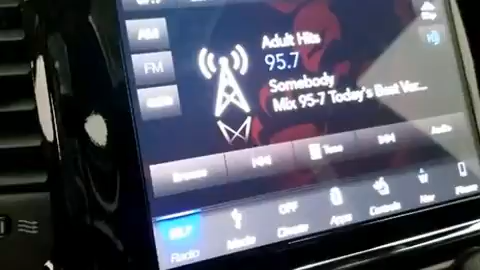 AM
Adult Hits
95.7
FM
Somebody
Mix 95-7 Today's Best Var...
Browse
Tune
Audio
Radio
Media
OFF
Climate
Apps
Controls
Nav
Phone